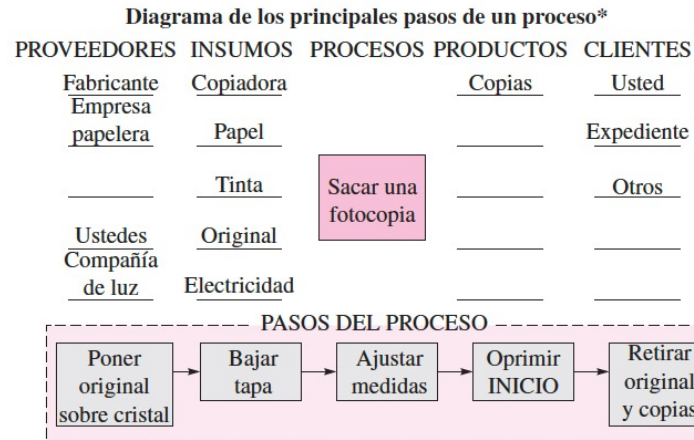 Diagrama de los principales pasos de un proceso*
PROVEEDORES INSUMOS PROCESOS PRODUCTOS CLIENTES
Fabricante Copiadora Copias Usted
Empresa
papelera Papel Expediente
Tinta Sacar una Otros
fotocopia
Ustedes Original
Compañía
de luz Electricidad
PASOS DEL PROCESO
Poner Bajar Ajustar Oprimir Retirar
original tapa medidas INICIO original
sobre cristal y copias